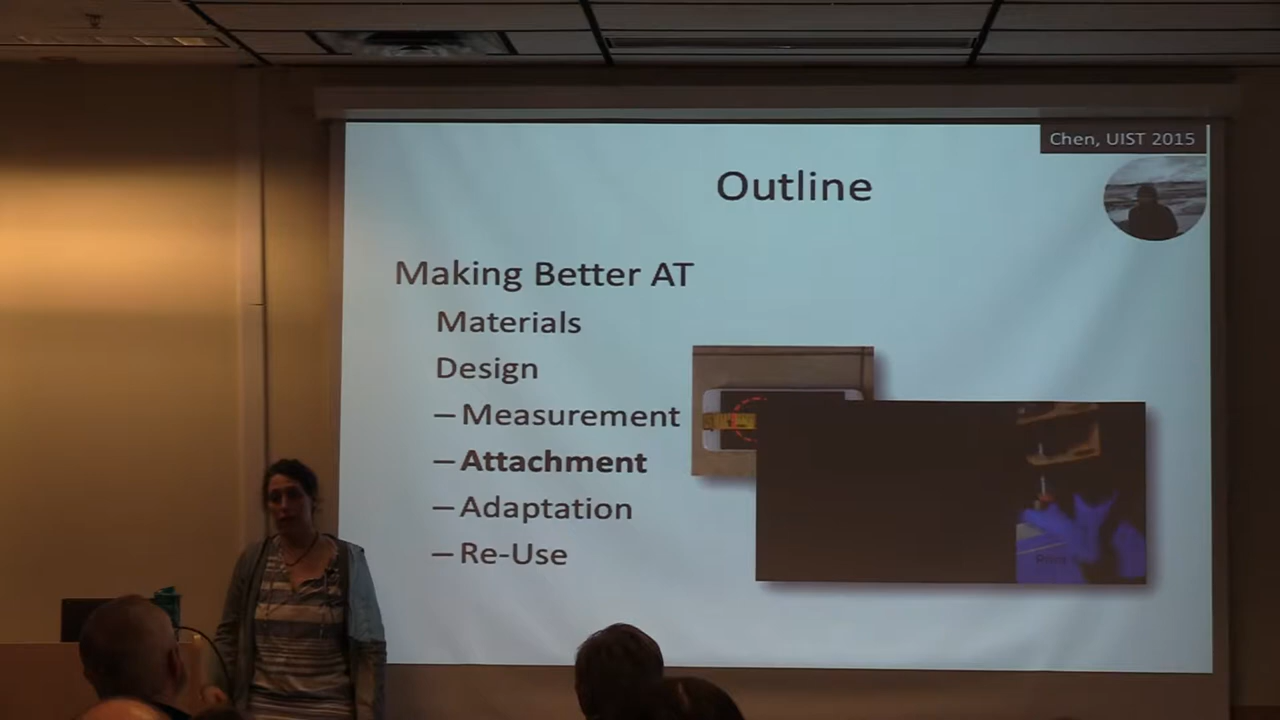 Chen, UIST 2015
Outline
Making Better AT
Materials
Design
– Measurement
– Attachment
– Adaptation
– Re-Use